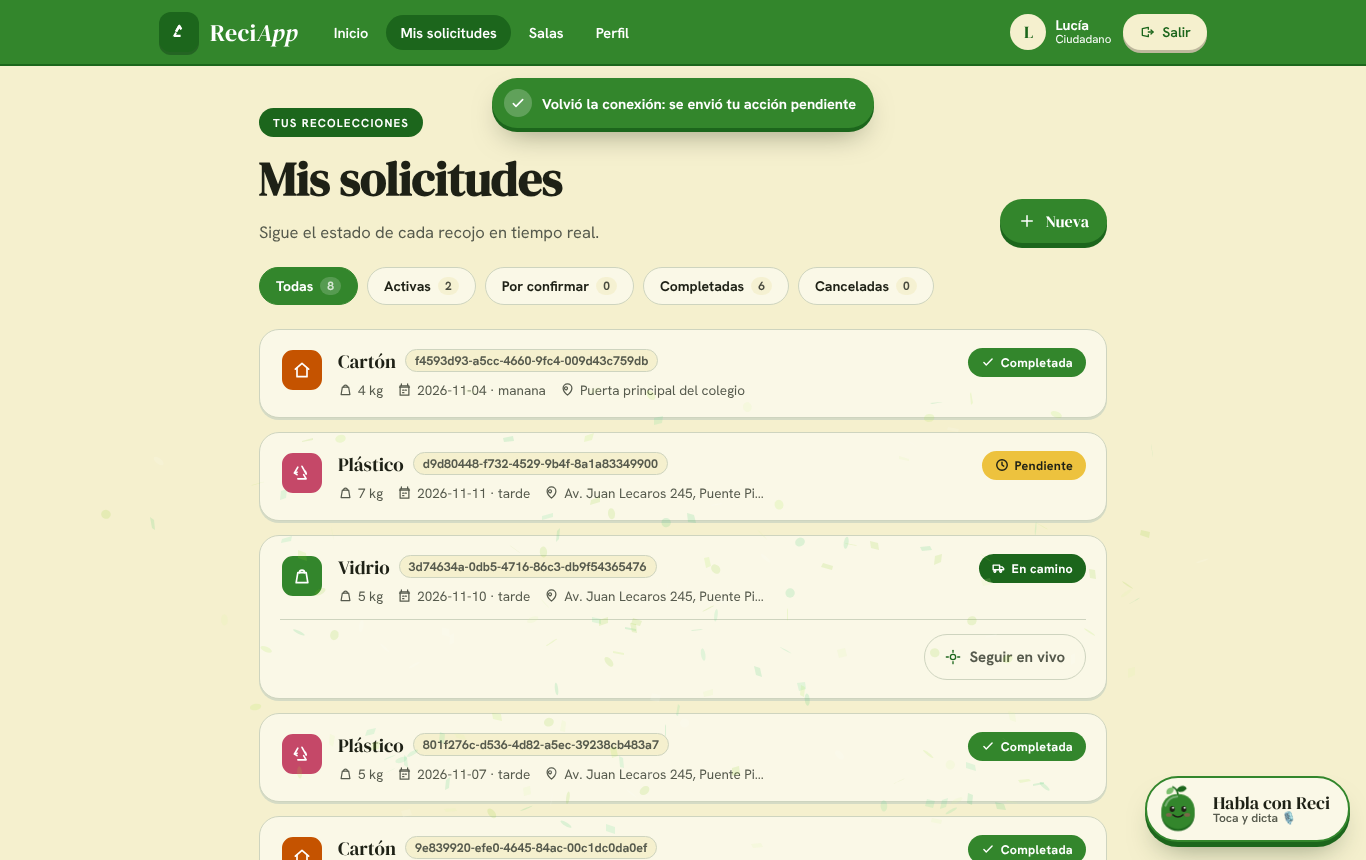 ReciApp
Inicio
Mis solicitudes
Salas
Perfil
L
Lucía
Ciudadano
Salir
Volvió la conexión: se envió tu acción pendiente
TUS RECOLECCIONES
Mis solicitudes
Sigue el estado de cada recojo en tiempo real.
Nueva
Todas 8
Activas 2
Por confirmar 0
Completadas 6
Canceladas 0
Cartón f4593d93-a5cc-4660-9fc4-009d43c759db
Completada
4 kg 2026-11-04 · manana Puerta principal del colegio
Plástico d9d80448-f732-4529-9b4f-8a1a83349900
Pendiente
7 kg 2026-11-11 · tarde Av. Juan Lecaros 245, Puente Pi...
Vidrio 3d74634a-0db5-4716-86c3-db9f54365476
En camino
5 kg 2026-11-10 · tarde Av. Juan Lecaros 245, Puente Pi...
Seguir en vivo
Plástico 801f276c-d536-4d82-a5ec-39238cb483a7
Completada
5 kg 2026-11-07 · tarde Av. Juan Lecaros 245, Puente Pi...
Cartón 9e839920-efe0-4645-84ac-00c1dc0da0ef
Completada
Habla con Reci
Toca y dicta